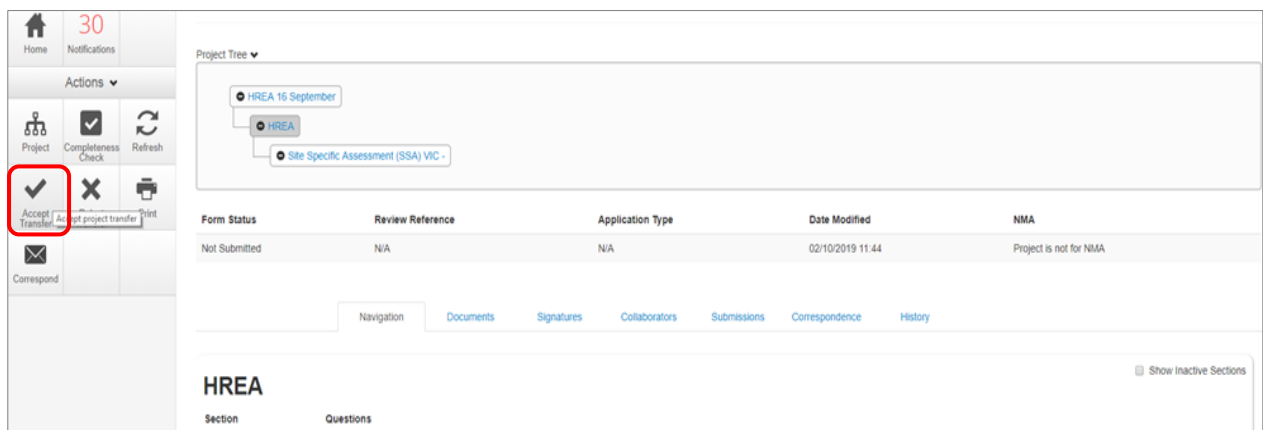 30
Home Notifications
Actions
Project Completeness Check Refresh
Accept Transfer Print
Accept project transfer
Correspond
Project Tree
HREA 16 September
HREA
Site Specific Assessment (SSA) VIC -
Form Status Review Reference Application Type Date Modified NMA
Not Submitted N/A N/A 02/10/2019 11:44 Project is not for NMA
Navigation Documents Signatures Collaborators Submissions Correspondence History
Show Inactive Sections
HREA
Section Questions